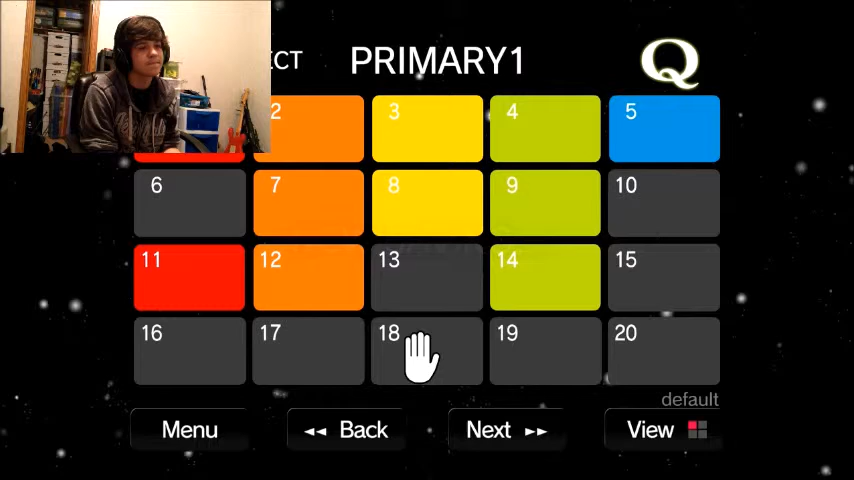 ECT PRIMARY1 Q
2 3 4 5
6 7 8 9 10
11 12 13 14 15
16 17 18 19 20
default
Menu Back Next View